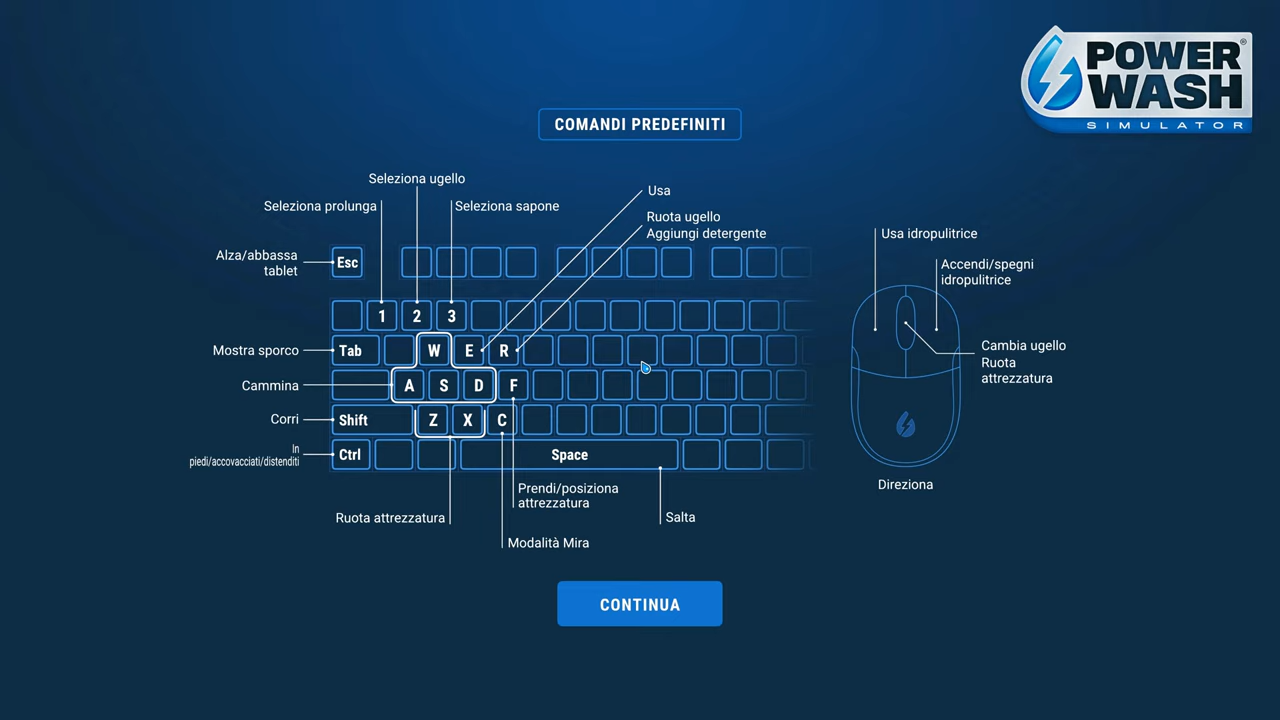 POWER
WASH
SIMULATOR
COMANDI PREDEFINITI
Seleziona ugello
Seleziona prolunga
Seleziona sapone
Usa
Ruota ugello
Aggiungi detergente
Alza/abbassa
tablet
Esc
1
2
3
Mostra sporco
Tab
W
E
R
Cammina
A
S
D
F
Corri
Shift
Z
X
C
In
piedi/accovacciati/distenditi
Ctrl
Space
Ruota attrezzatura
Prendi/posiziona
attrezzatura
Modalità Mira
Salta
Usa idropulitrice
Accendi/spegni
idropulitrice
Cambia ugello
Ruota
attrezzatura
Direziona
CONTINUA